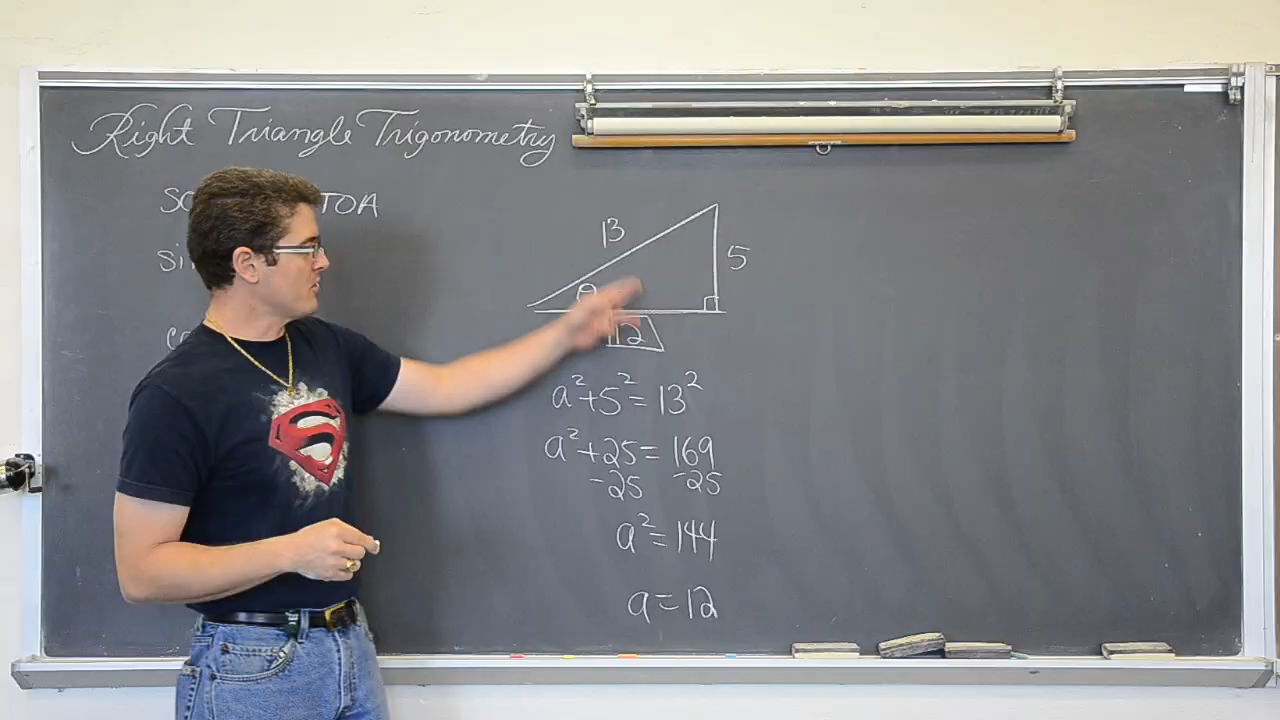 Right Triangle Trigonometry
TOA
13
5
θ
12
a²+5²=13²
a²+25=169
-25 -25
a²=144
a=12